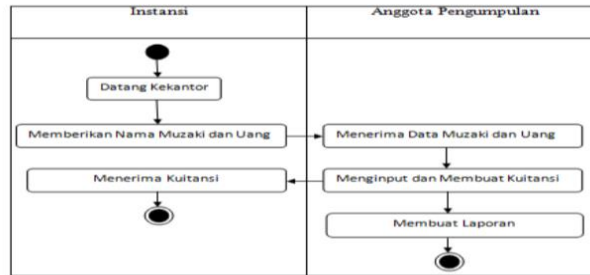 Instansi
Anggota Pengumpulan
Datang Kekantor
Memberikan Nama Muzaki dan Uang
Menerima Data Muzaki dan Uang
Menerima Kuitansi
Menginput dan Membuat Kuitansi
Membuat Laporan